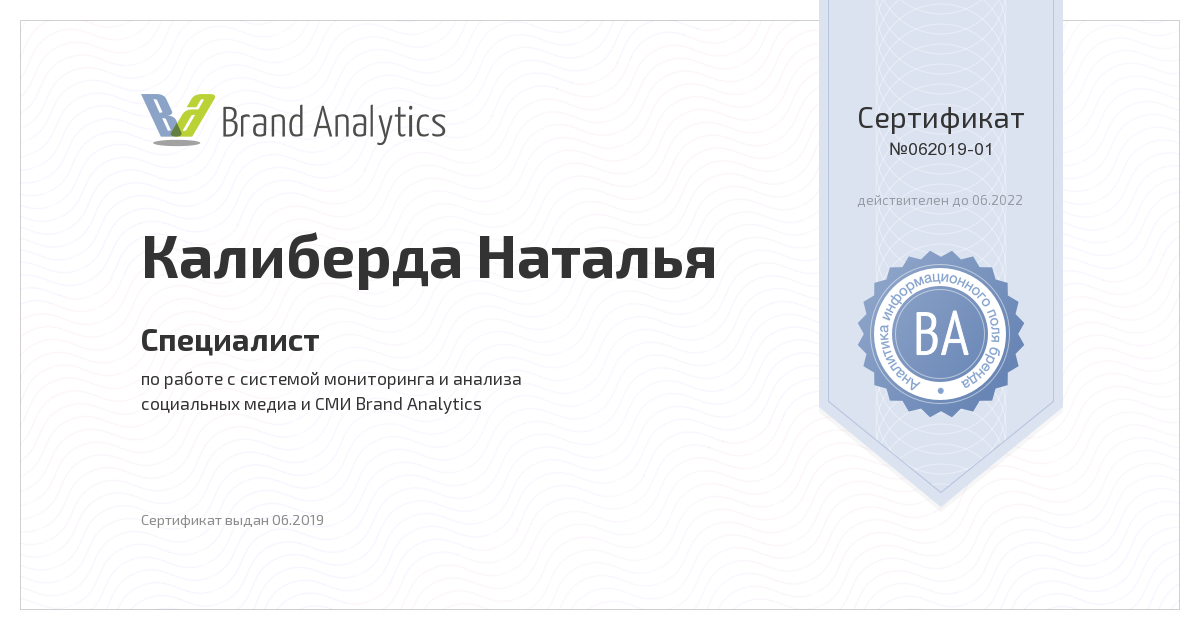 Brand Analytics
Калиберда Наталья
Специалист
по работе с системой мониторинга и анализа
социальных медиа и СМИ Brand Analytics
Сертификат выдан 06.2019
Сертификат
№062019-01
действителен до 06.2022
Аналитика информационного поля бренда
BA